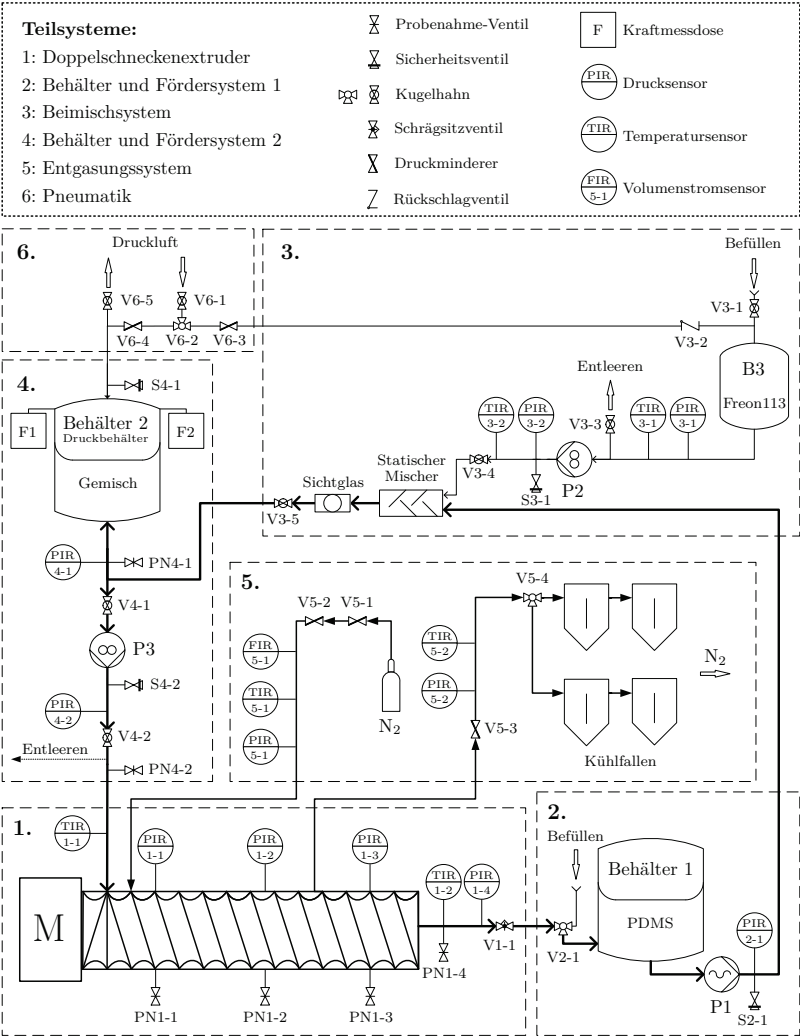 Teilsysteme:
1: Doppelschneckenextruder
2: Behälter und Fördersystem 1
3: Beimischsystem
4: Behälter und Fördersystem 2
5: Entgasungssystem
6: Pneumatik
Probenahme-Ventil
Sicherheitsventil
Kugelhahn
Schrägsitzventil
Druckminderer
Rückschlagventil
F Kraftmessdose
PIR Drucksensor
TIR Temperatursensor
FIR
5-1
Volumenstromsensor
6.
Druckluft
V6-5
V6-1
V6-4
V6-2
V6-3
3.
Befüllen
V3-1
V3-2
B3
Freon113
Entleeren
TIR
3-2
PIR
3-2
V3-3
TIR
3-1
PIR
3-1
V3-4
S3-1
P2
Statischer
Mischer
Sichtglas
V3-5
4.
S4-1
F1
Behälter 2
Druckbehälter
F2
Gemisch
PIR
4-1
PN4-1
V4-1
P3
S4-2
PIR
4-2
V4-2
Entleeren
PN4-2
5.
V5-2
V5-1
FIR
5-1
TIR
5-1
PIR
5-1
N2
V5-4
TIR
5-2
PIR
5-2
V5-3
N2
Kühlfallen
1.
TIR
1-1
PIR
1-1
PIR
1-2
PIR
1-3
TIR
1-2
PIR
1-4
M
V1-1
PN1-4
PN1-1
PN1-2
PN1-3
2.
Befüllen
Behälter 1
PDMS
V2-1
PIR
2-1
P1
S2-1